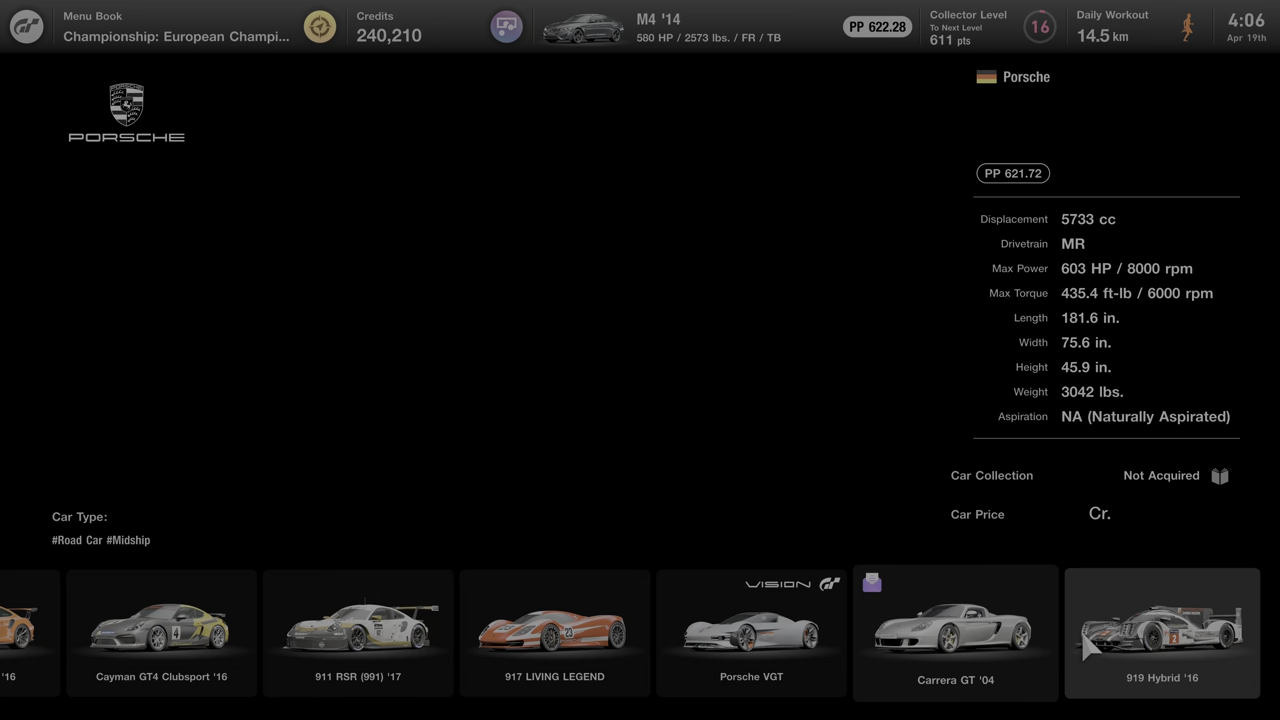 Menu Book
Championship: European Champi...
Credits
240,210
M4 '14
580 HP / 2573 lbs. / FR / TB
PP 622.28
Collector Level
To Next Level
611 pts
16
Daily Workout
14.5 km
4:06
Apr 19th
PORSCHE
PORSCHE
Porsche
PP 621.72
Displacement 5733 cc
Drivetrain MR
Max Power 603 HP / 8000 rpm
Max Torque 435.4 ft-lb / 6000 rpm
Length 181.6 in.
Width 75.6 in.
Height 45.9 in.
Weight 3042 lbs.
Aspiration NA (Naturally Aspirated)
Car Collection Not Acquired
Car Price Cr.
Car Type:
#Road Car #Midship
VISION GT
4
23
2
'16
Cayman GT4 Clubsport '16
911 RSR (991) '17
917 LIVING LEGEND
Porsche VGT
Carrera GT '04
919 Hybrid '16